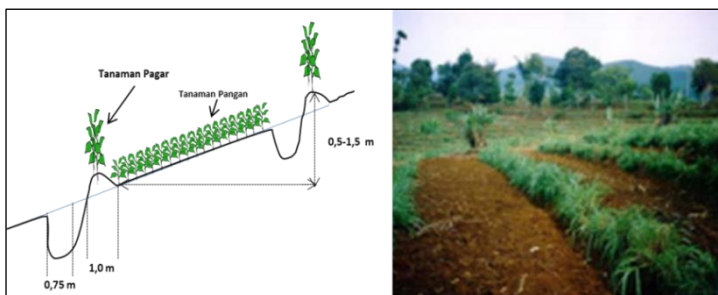 Tanaman Pagar
Tanaman Pangan
0,5-1,5 m
1,0 m
0,75 m